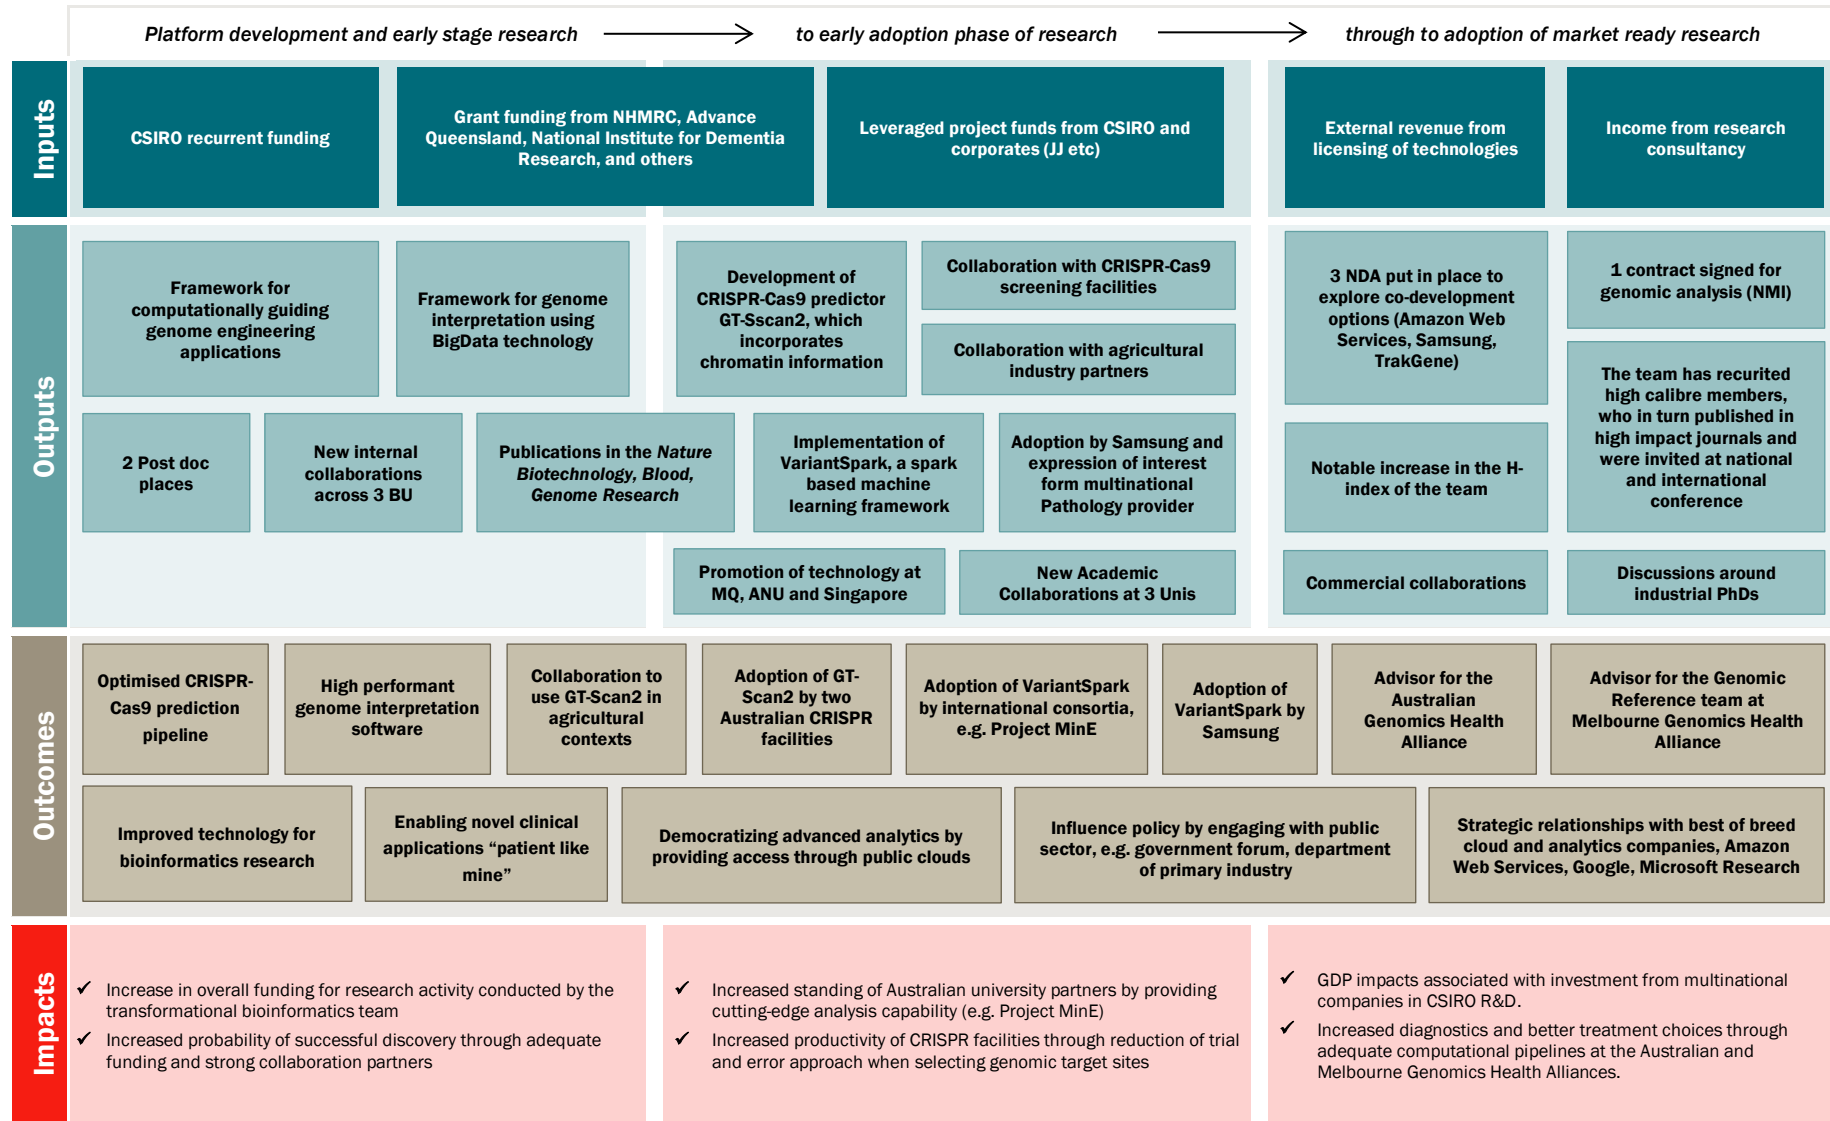 Platform development and early stage research
to early adoption phase of research
through to adoption of market ready research
Inputs
CSIRO recurrent funding
Grant funding from NHMRC, Advance
Queensland, National Institute for Dementia
Research, and others
Leveraged project funds from CSIRO and
corporates (JJ etc)
External revenue from
licensing of technologies
Income from research
consultancy
Outputs
Framework for
computationally guiding
genome engineering
applications
Framework for genome
interpretation using
BigData technology
Development of
CRISPR-Cas9 predictor
GT-Sscan2, which
incorporates
chromatin information
Collaboration with CRISPR-Cas9
screening facilities
Collaboration with agricultural
industry partners
3 NDA put in place to
explore co-development
options (Amazon Web
Services, Samsung,
TrakGene)
1 contract signed for
genomic analysis (NMI)
The team has recurited
high calibre members,
who in turn published in
high impact journals and
were invited at national
and international
conference
2 Post doc
places
New internal
collaborations
across 3 BU
Publications in the Nature
Biotechnology, Blood,
Genome Research
Implementation of
VariantSpark, a spark
based machine
learning framework
Adoption by Samsung and
expression of interest
form multinational
Pathology provider
Notable increase in the H-
index of the team
Promotion of technology at
MQ, ANU and Singapore
New Academic
Collaborations at 3 Unis
Commercial collaborations
Discussions around
industrial PhDs
Outcomes
Optimised CRISPR-
Cas9 prediction
pipeline
High performant
genome interpretation
software
Collaboration to
use GT-Scan2 in
agricultural
contexts
Adoption of GT-
Scan2 by two
Australian CRISPR
facilities
Adoption of VariantSpark
by international consortia,
e.g. Project MinE
Adoption of
VariantSpark by
Samsung
Advisor for the
Australian
Genomics Health
Alliance
Advisor for the Genomic
Reference team at
Melbourne Genomics Health
Alliance
Improved technology for
bioinformatics research
Enabling novel clinical
applications “patient like
mine”
Democratizing advanced analytics by
providing access through public clouds
Influence policy by engaging with public
sector, e.g. government forum, department
of primary industry
Strategic relationships with best of breed
cloud and analytics companies, Amazon
Web Services, Google, Microsoft Research
Impacts
✓ Increase in overall funding for research activity conducted by the
transformational bioinformatics team
✓ Increased probability of successful discovery through adequate
funding and strong collaboration partners
✓ Increased standing of Australian university partners by providing
cutting-edge analysis capability (e.g. Project MinE)
✓ Increased productivity of CRISPR facilities through reduction of trial
and error approach when selecting genomic target sites
✓ GDP impacts associated with investment from multinational
companies in CSIRO R&D.
✓ Increased diagnostics and better treatment choices through
adequate computational pipelines at the Australian and
Melbourne Genomics Health Alliances.